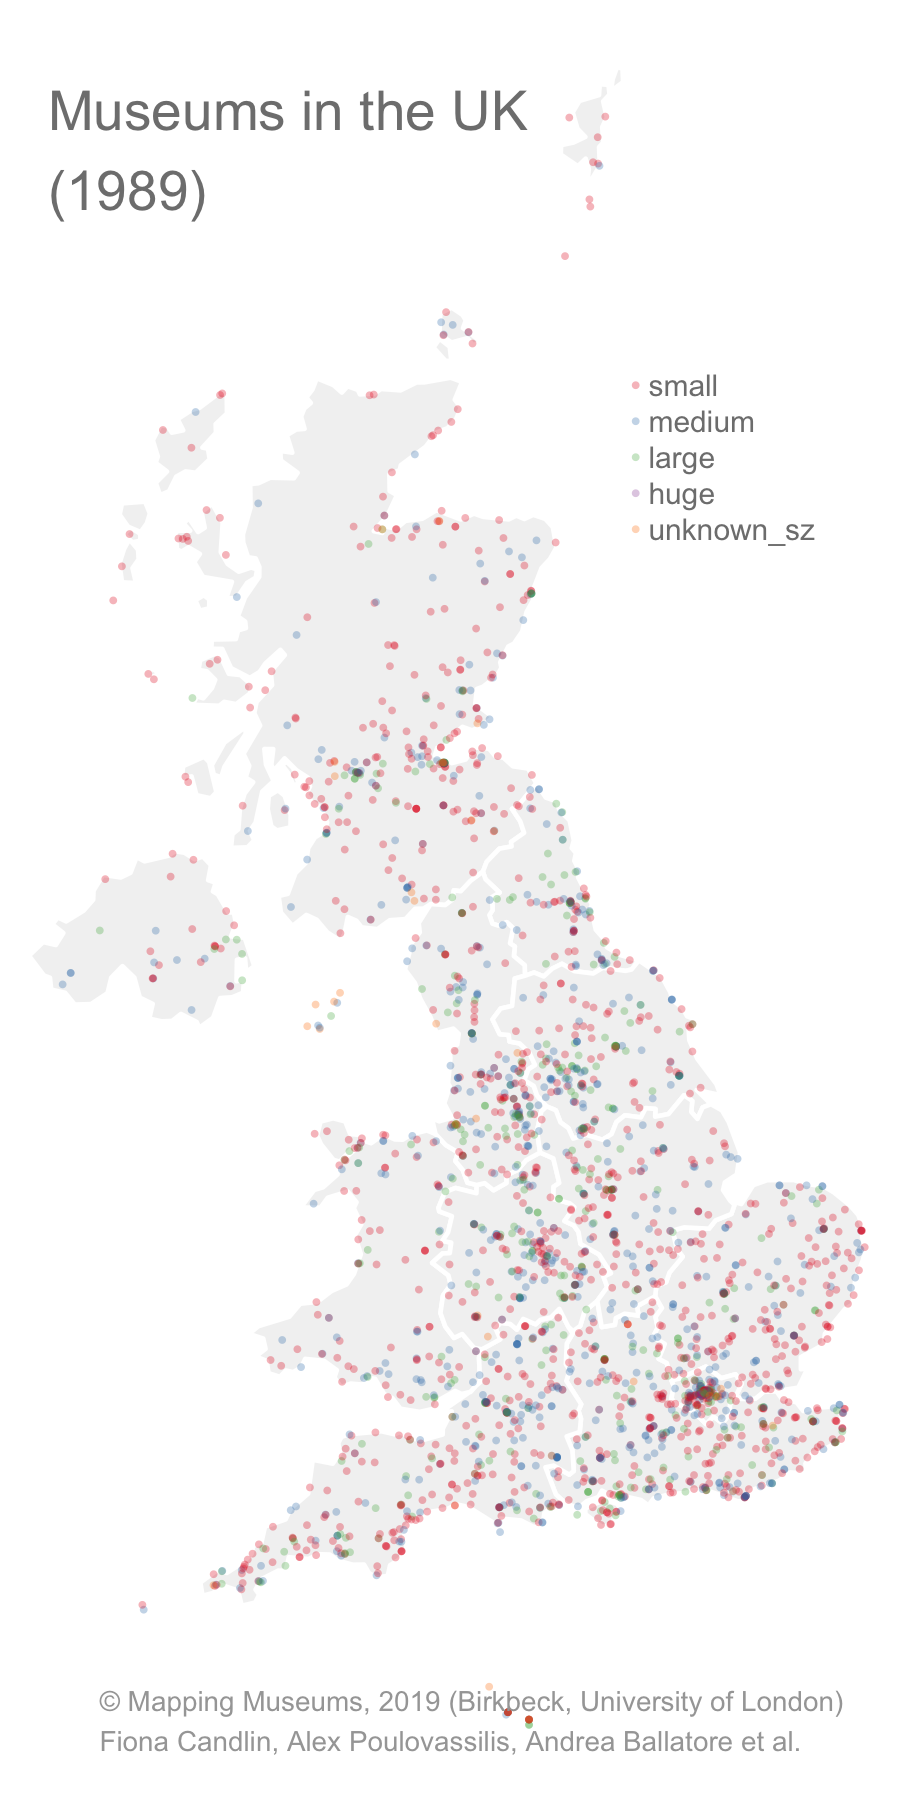 Museums in the UK
(1989)
small
medium
large
huge
unknown_sz
© Mapping Museums, 2019 (Birkbeck, University of London)
Fiona Candlin, Alex Poulovassilis, Andrea Ballatore et al.